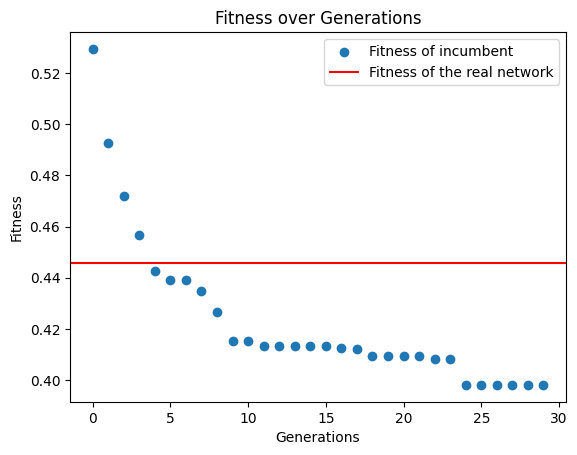 Fitness over Generations
Fitness of incumbent
Fitness of the real network
0.52
0.50
0.48
0.46
0.44
0.42
0.40
Fitness
0
5
10
15
20
25
30
Generations